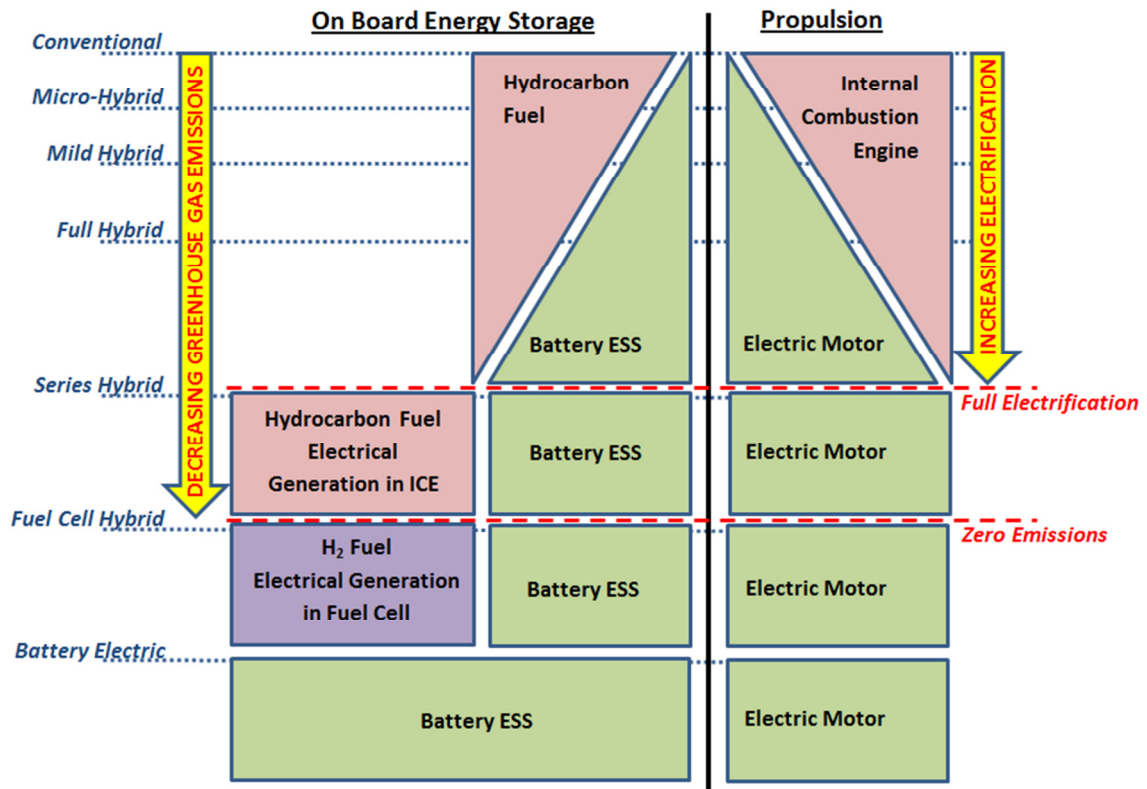 On Board Energy Storage
Propulsion
Conventional
Micro-Hybrid
Mild Hybrid
Full Hybrid
Series Hybrid
Fuel Cell Hybrid
Battery Electric
DECREASING GREENHOUSE GAS EMISSIONS
Hydrocarbon
Fuel
Battery ESS
Internal
Combustion
Engine
Electric Motor
INCREASING ELECTRIFICATION
Full Electrification
Hydrocarbon Fuel
Electrical
Generation in ICE
Battery ESS
Electric Motor
Zero Emissions
H₂ Fuel
Electrical Generation
in Fuel Cell
Battery ESS
Electric Motor
Battery ESS
Electric Motor